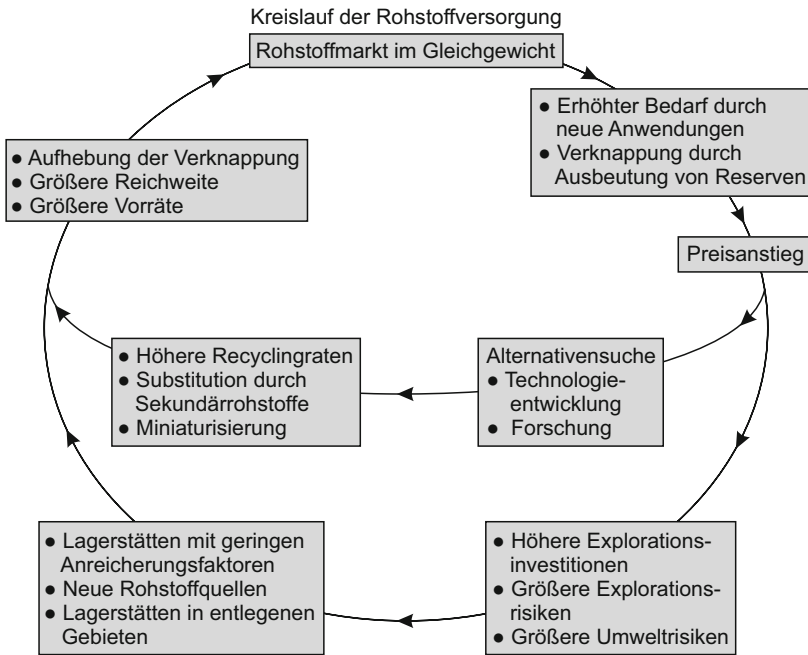 Kreislauf der Rohstoffversorgung
Rohstoffmarkt im Gleichgewicht
● Erhöhter Bedarf durch
neue Anwendungen
● Verknappung durch
Ausbeutung von Reserven
● Aufhebung der Verknappung
● Größere Reichweite
● Größere Vorräte
Preisanstieg
● Höhere Recyclingraten
● Substitution durch
Sekundärrohstoffe
● Miniaturisierung
Alternativensuche
● Technologie-
entwicklung
● Forschung
● Lagerstätten mit geringen
Anreicherungsfaktoren
● Neue Rohstoffquellen
● Lagerstätten in entlegenen
Gebieten
● Höhere Explorations-
investitionen
● Größere Explorations-
risiken
● Größere Umweltrisiken